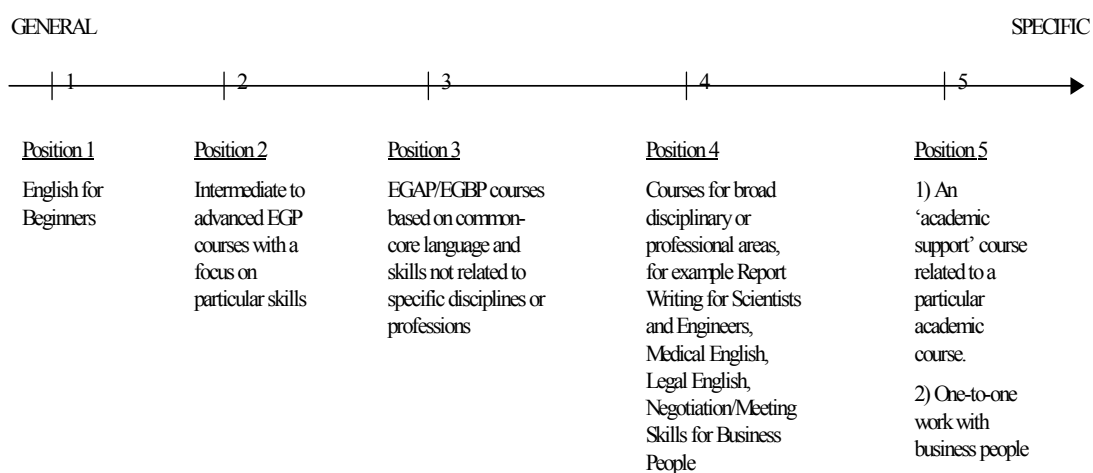 GENERAL
SPECIFIC
1
2
3
4
5
Position 1
English for
Beginners
Position 2
Intermediate to
advanced EGP
courses with a
focus on
particular skills
Position 3
EGAP/EGBP courses
based on common-
core language and
skills not related to
specific disciplines or
professions
Position 4
Courses for broad
disciplinary or
professional areas,
for example Report
Writing for Scientists
and Engineers,
Medical English,
Legal English,
Negotiation/Meeting
Skills for Business
People
Position 5
1) An
‘academic
support’ course
related to a
particular
academic
course.
2) One-to-one
work with
business people